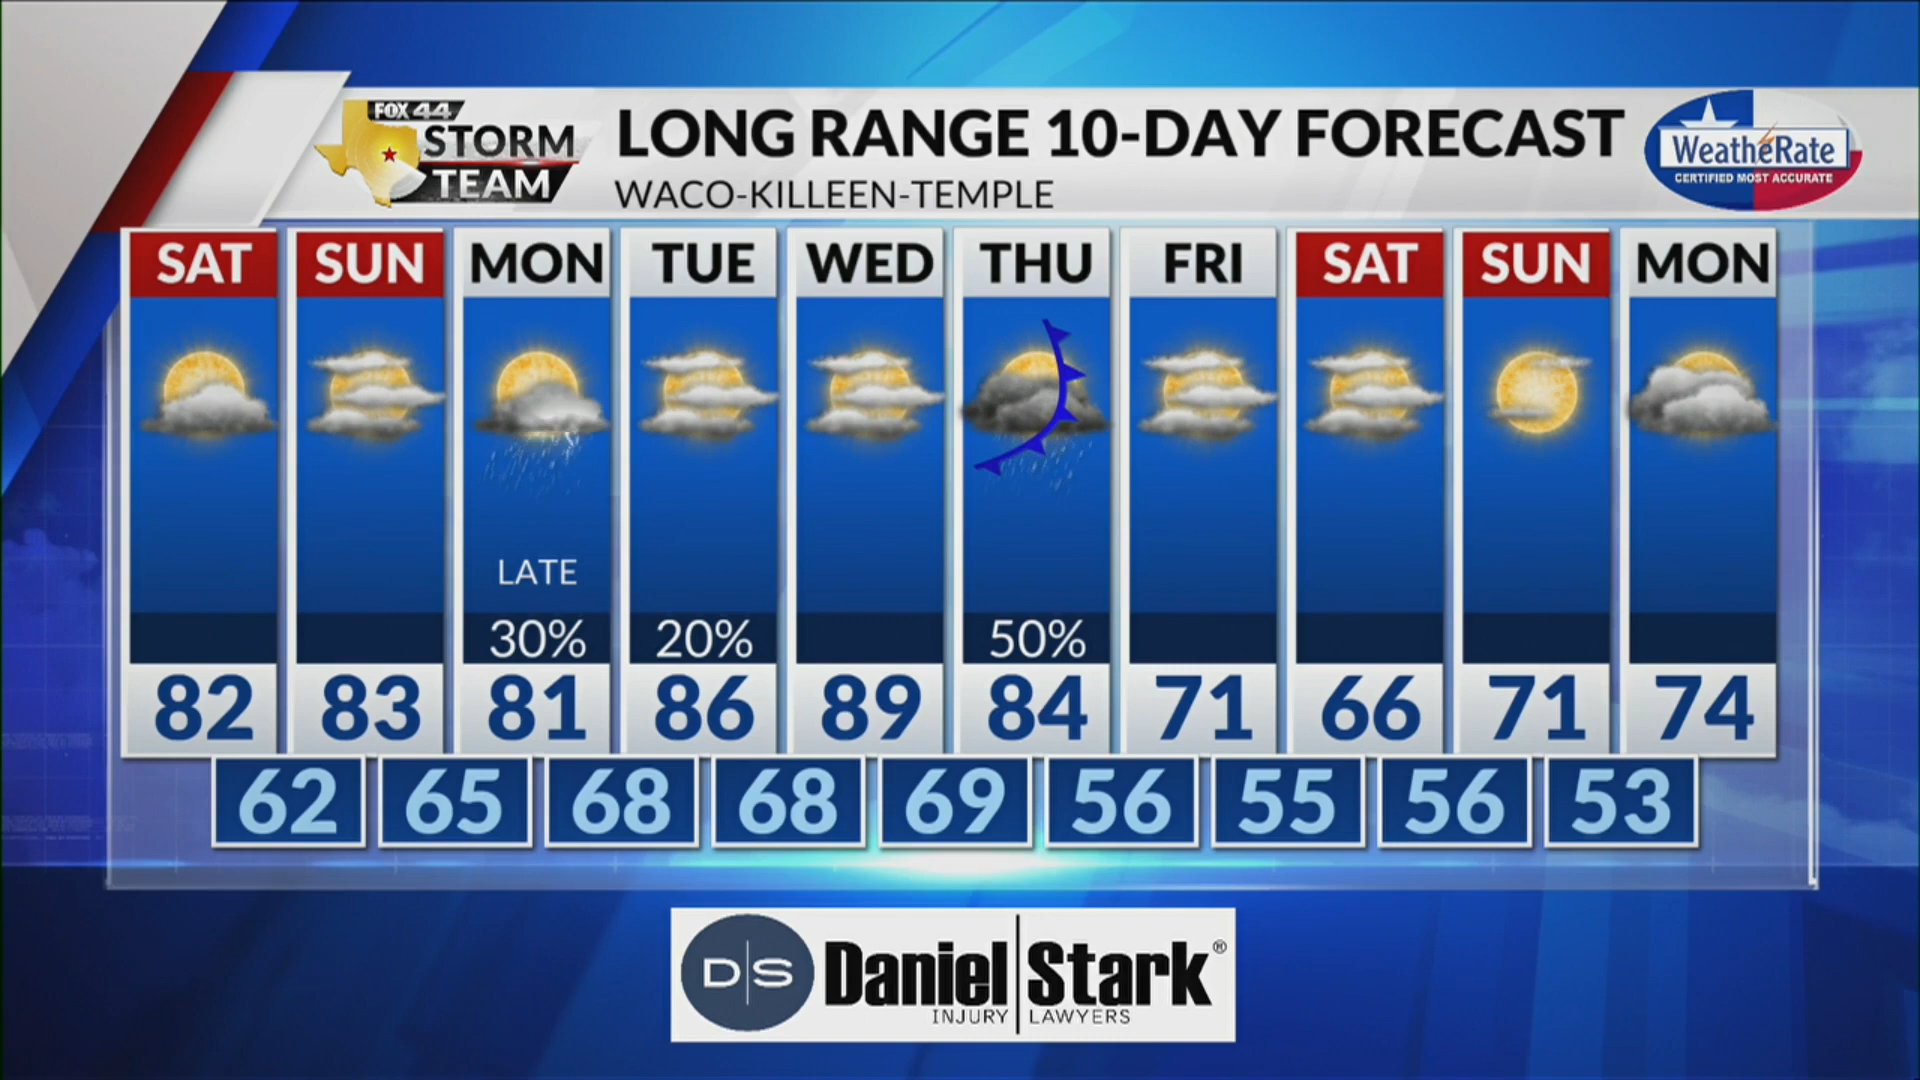 FOX 44
STORM
TEAM
LONG RANGE 10-DAY FORECAST
WACO-KILLEEN-TEMPLE
WeatheRate
CERTIFIED MOST ACCURATE
SAT SUN MON TUE WED THU FRI SAT SUN MON
LATE
30% 20% 50%
82 83 81 86 89 84 71 66 71 74
62 65 68 68 69 56 55 56 53
D|S
Daniel Stark®
INJURY LAWYERS